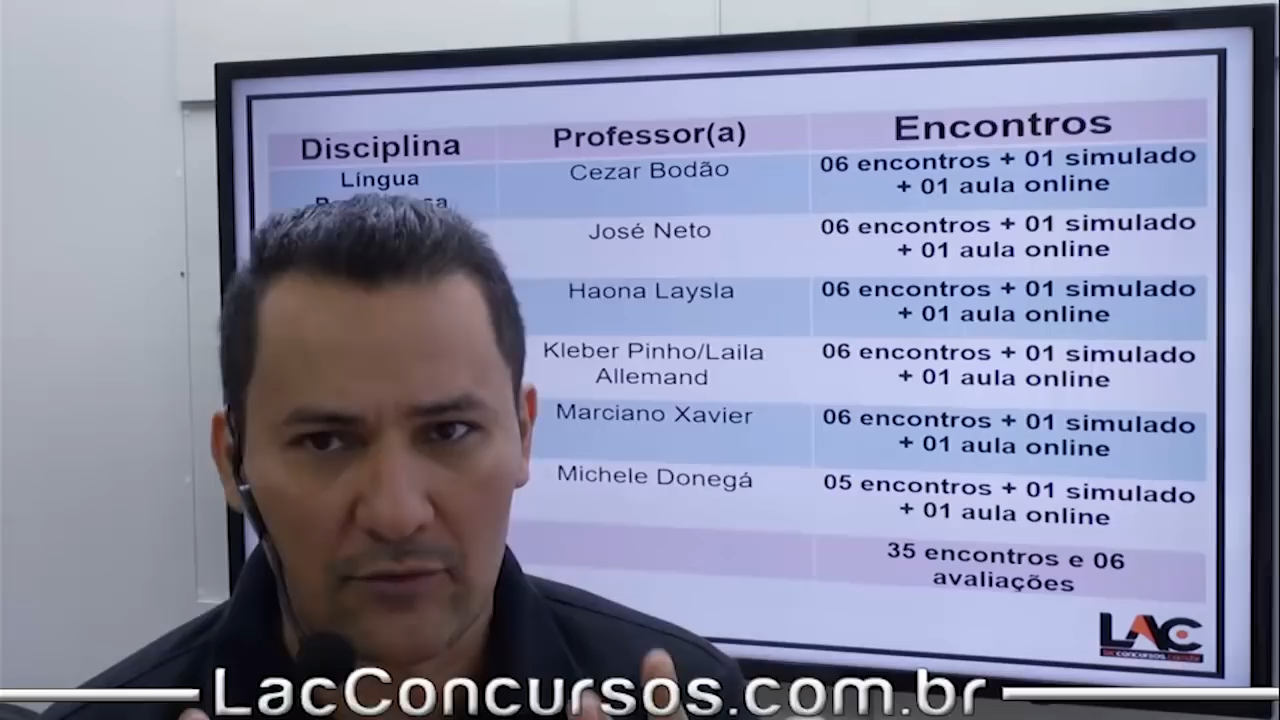 Disciplina Professor(a) Encontros
Língua Cezar Bodão 06 encontros + 01 simulado
+ 01 aula online
José Neto 06 encontros + 01 simulado
+ 01 aula online
Haona Laysla 06 encontros + 01 simulado
+ 01 aula online
Kleber Pinho/Laila 06 encontros + 01 simulado
Allemand + 01 aula online
Marciano Xavier 06 encontros + 01 simulado
+ 01 aula online
Michele Donegá 05 encontros + 01 simulado
+ 01 aula online
35 encontros e 06
avaliações
LAC
lacconcursos.com.br
LacConcursos.com.br